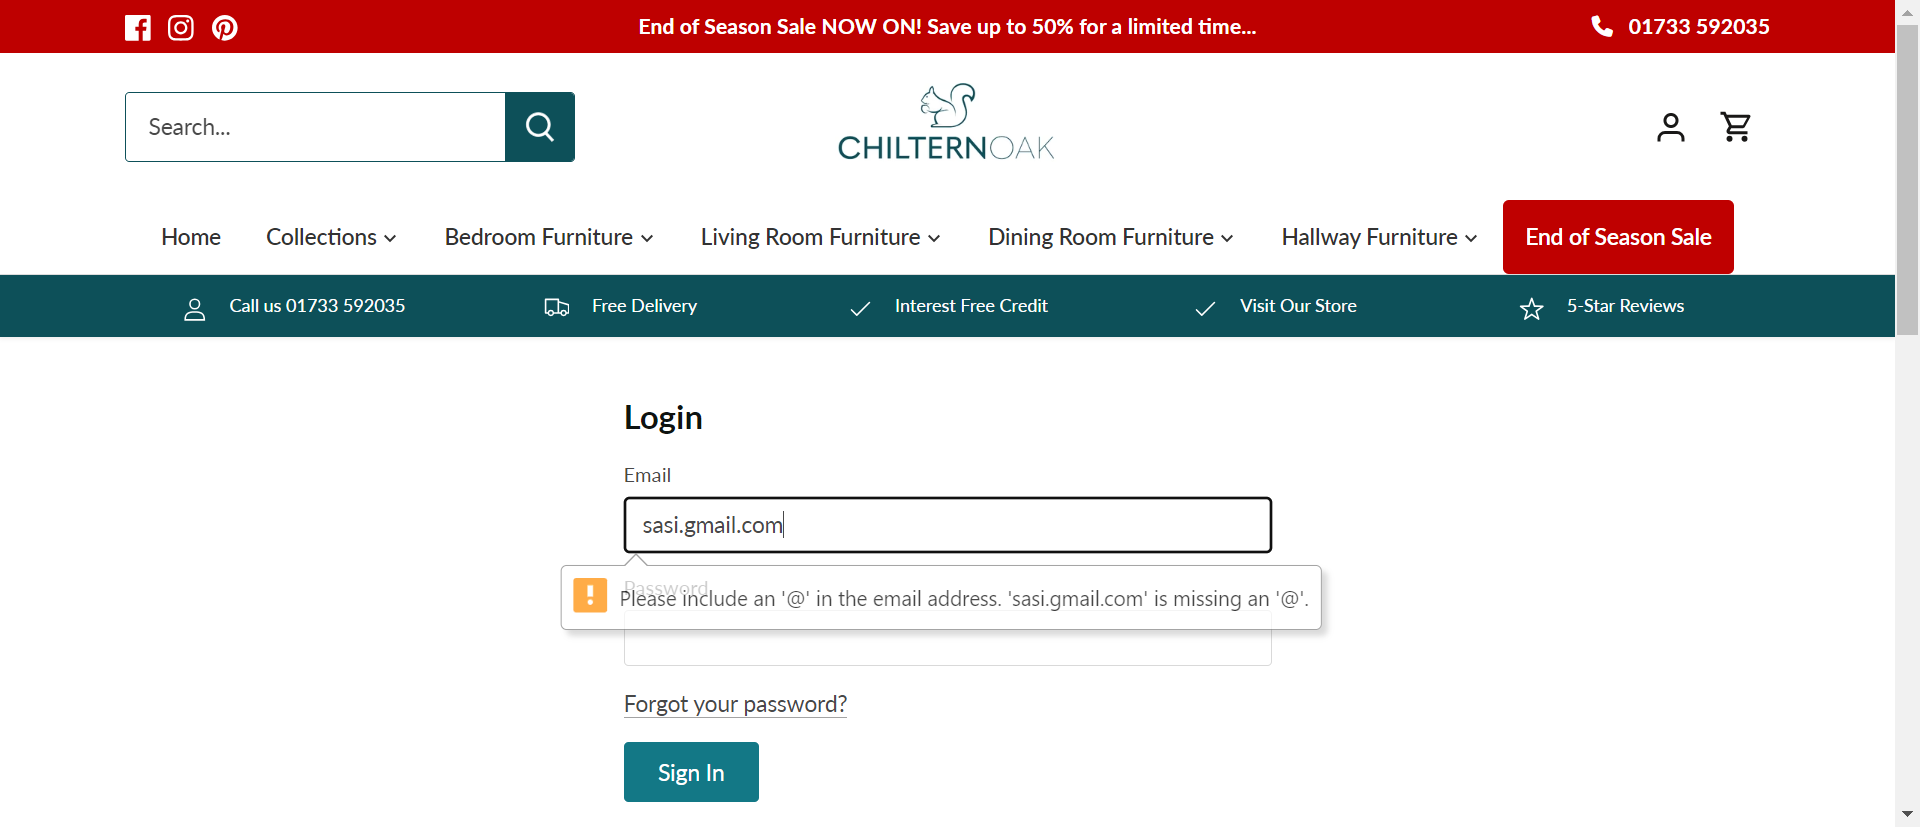 End of Season Sale NOW ON! Save up to 50% for a limited time...
01733 592035
Search...
CHILTERNOAK
Home
Collections
Bedroom Furniture
Living Room Furniture
Dining Room Furniture
Hallway Furniture
End of Season Sale
Call us 01733 592035
Free Delivery
Interest Free Credit
Visit Our Store
5-Star Reviews
Login
Email
sasi.gmail.com
Password
Please include an '@' in the email address. 'sasi.gmail.com' is missing an '@'.
Forgot your password?
Sign In